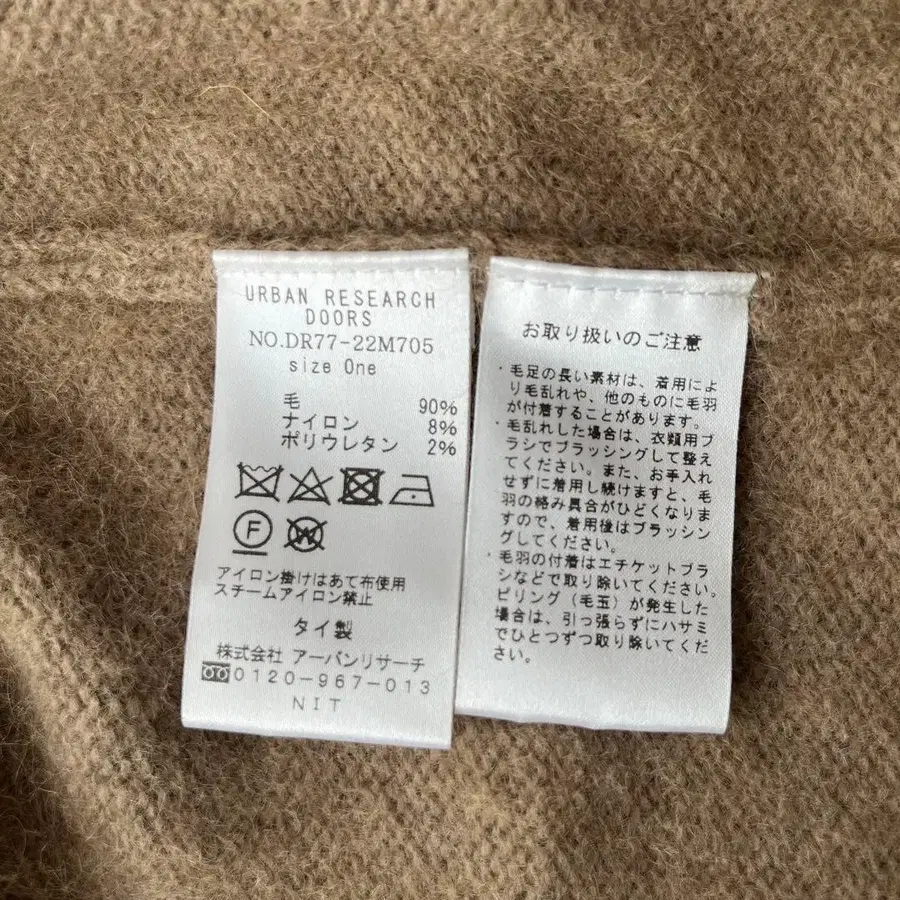 URBAN RESEARCH
DOORS
NO.DR77-22M705
size One
毛 90%
ナイロン 8%
ポリウレタン 2%
F
W
アイロン掛けはあて布使用
スチームアイロン禁止
タイ製
株式会社 アーバンリサーチ
0120-967-013
NIT
お取り扱いのご注意
・毛足の長い素材は、着用によ
り毛乱れや、他のものに毛羽
が付着することがあります。
・毛乱れした場合は、衣類用ブ
ラシでブラッシングして整え
てください。また、お手入れ
せずに着用し続けますと、毛
羽の絡み具合がひどくなりま
すので、着用後はブラッシン
グしてください。
・毛羽の付着はエチケットブラ
シなどで取り除いてください。
ピリング（毛玉）が発生した
場合は、引っ張らずにハサミ
でひとつずつ取り除いてくだ
さい。